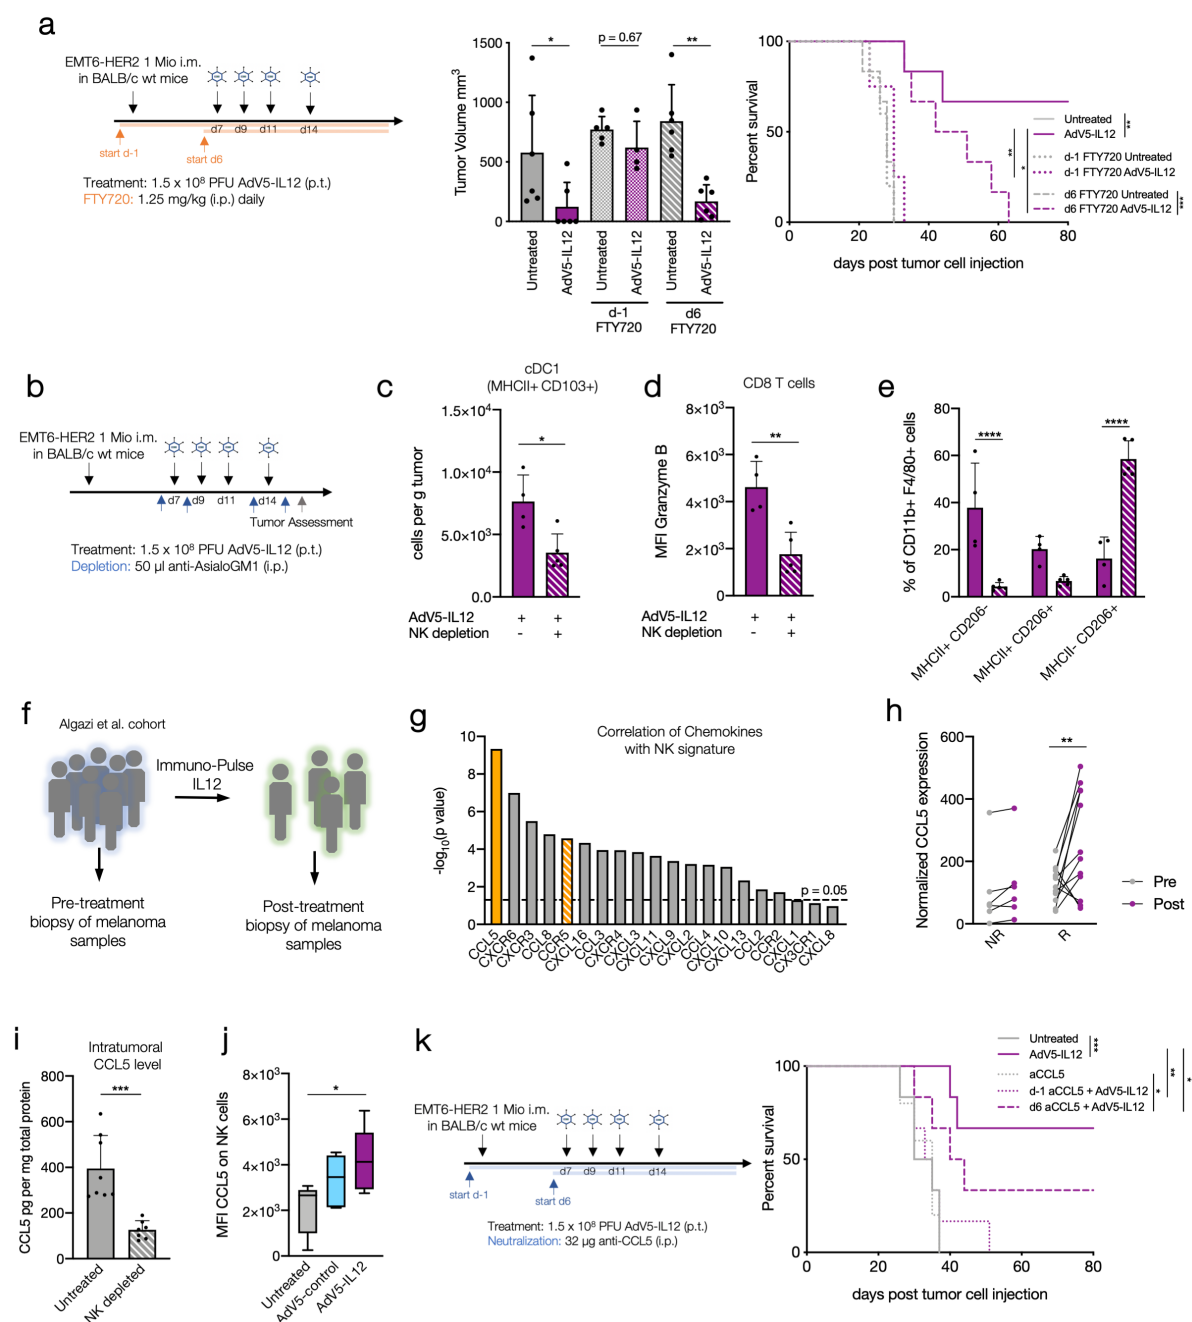 a
EMT6-HER2 1 Mio i.m.
in BALB/c wt mice
d7 d9 d11 d14
start d-1
start d6
Treatment: 1.5 x 10⁸ PFU AdV5-IL12 (p.t.)
FTY720: 1.25 mg/kg (i.p.) daily
Tumor Volume mm³
1500
1000
500
0
*
p = 0.67
**
Untreated
AdV5-IL12
Untreated
AdV5-IL12
Untreated
AdV5-IL12
d-1
FTY720
d6
FTY720
Percent survival
100
50
0
0 20 40 60 80
days post tumor cell injection
Untreated
AdV5-IL12
d-1 FTY720 Untreated
d-1 FTY720 AdV5-IL12
d6 FTY720 Untreated
d6 FTY720 AdV5-IL12
**
**
*
***
b
EMT6-HER2 1 Mio i.m.
in BALB/c wt mice
d7 d9 d11 d14
Tumor Assessment
Treatment: 1.5 x 10⁸ PFU AdV5-IL12 (p.t.)
Depletion: 50 µl anti-AsialoGM1 (i.p.)
c
cDC1
(MHCII+ CD103+)
cells per g tumor
1.5×10⁴
1.0×10⁴
5.0×10³
0.0
*
AdV5-IL12 + +
NK depletion - +
d
CD8 T cells
MFI Granzyme B
8×10³
6×10³
4×10³
2×10³
0
**
AdV5-IL12 + +
NK depletion - +
e
% of CD11b+ F4/80+ cells
80
60
40
20
0
****
****
MHCII+ CD206-
MHCII+ CD206+
MHCII- CD206+
f
Algazi et al. cohort
Immuno-Pulse
IL12
Pre-treatment
biopsy of melanoma
samples
Post-treatment
biopsy of melanoma
samples
g
Correlation of Chemokines
with NK signature
-log₁₀(p value)
10
8
6
4
2
0
p = 0.05
CCL5
CXCR6
CXCR3
CCL8
CCR5
CXCL16
CCL3
CXCR4
CXCL3
CXCL11
CXCL9
CXCL2
CCL4
CXCL10
CXCL13
CCL2
CCR2
CXCL1
CX3CR1
CXCL8
h
Normalized CCL5 expression
600
400
200
0
**
NR
R
Pre
Post
i
Intratumoral
CCL5 level
CCL5 pg per mg total protein
800
600
400
200
0
***
Untreated
NK depleted
j
MFI CCL5 on NK cells
8×10³
6×10³
4×10³
2×10³
0
*
Untreated
AdV5-control
AdV5-IL12
k
EMT6-HER2 1 Mio i.m.
in BALB/c wt mice
d7 d9 d11 d14
start d-1
start d6
Treatment: 1.5 x 10⁸ PFU AdV5-IL12 (p.t.)
Neutralization: 32 µg anti-CCL5 (i.p.)
Percent survival
100
50
0
0 20 40 60 80
days post tumor cell injection
Untreated
AdV5-IL12
aCCL5
d-1 aCCL5 + AdV5-IL12
d6 aCCL5 + AdV5-IL12
***
*
**
*